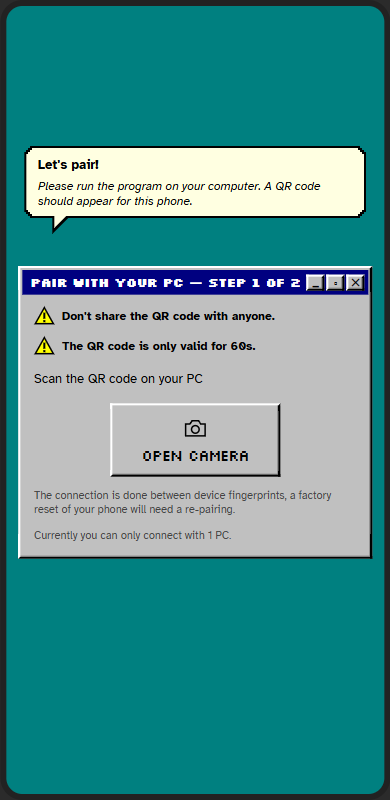 Let's pair!
Please run the program on your computer. A QR code
should appear for this phone.
PAIR WITH YOUR PC — STEP 1 OF 2
Don't share the QR code with anyone.
The QR code is only valid for 60s.
Scan the QR code on your PC
OPEN CAMERA
The connection is done between device fingerprints, a factory
reset of your phone will need a re-pairing.
Currently you can only connect with 1 PC.